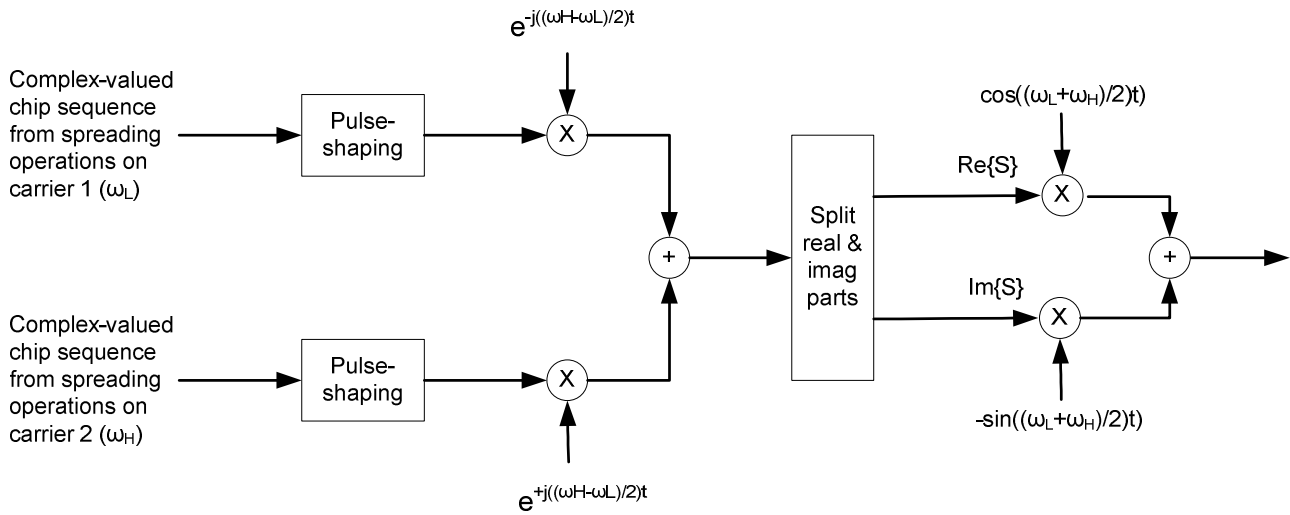 e-j((ωH-ωL)/2)t
Complex-valued
chip sequence
from spreading
operations on
carrier 1 (ωL)
Pulse-
shaping
X
cos((ωL+ωH)/2)t)
Re{S}
X
Split
real &
imag
parts
+
+
Im{S}
X
-sin((ωL+ωH)/2)t)
Complex-valued
chip sequence
from spreading
operations on
carrier 2 (ωH)
Pulse-
shaping
X
e+j((ωH-ωL)/2)t